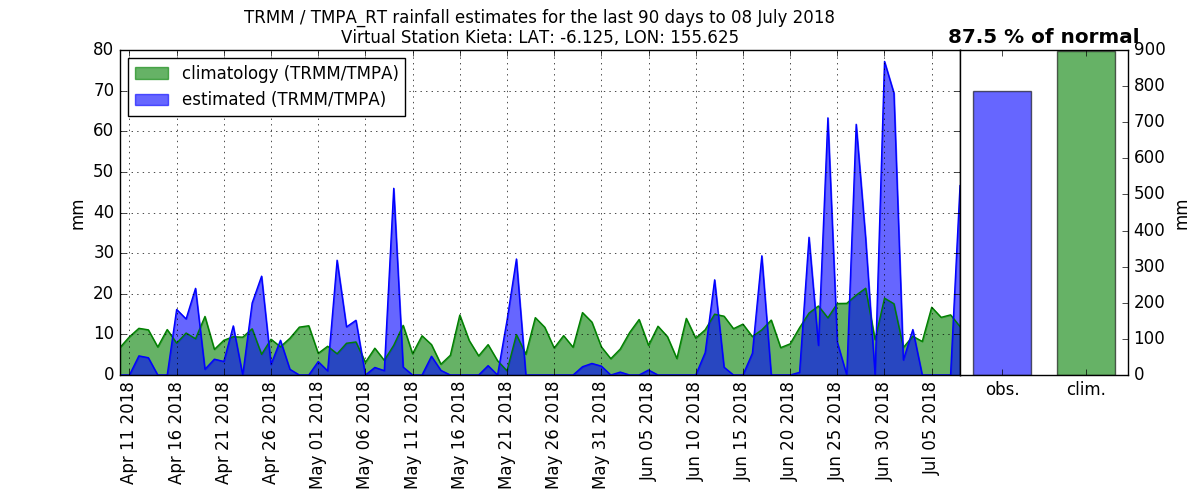 TRMM / TMPA_RT rainfall estimates for the last 90 days to 08 July 2018
Virtual Station Kieta: LAT: -6.125, LON: 155.625
87.5 % of normal
climatology (TRMM/TMPA)
estimated (TRMM/TMPA)
80
70
60
50
40
30
20
10
0
mm
Apr 11 2018
Apr 16 2018
Apr 21 2018
Apr 26 2018
May 01 2018
May 06 2018
May 11 2018
May 16 2018
May 21 2018
May 26 2018
May 31 2018
Jun 05 2018
Jun 10 2018
Jun 15 2018
Jun 20 2018
Jun 25 2018
Jun 30 2018
Jul 05 2018
obs.
clim.
900
800
700
600
500
400
300
200
100
0
mm